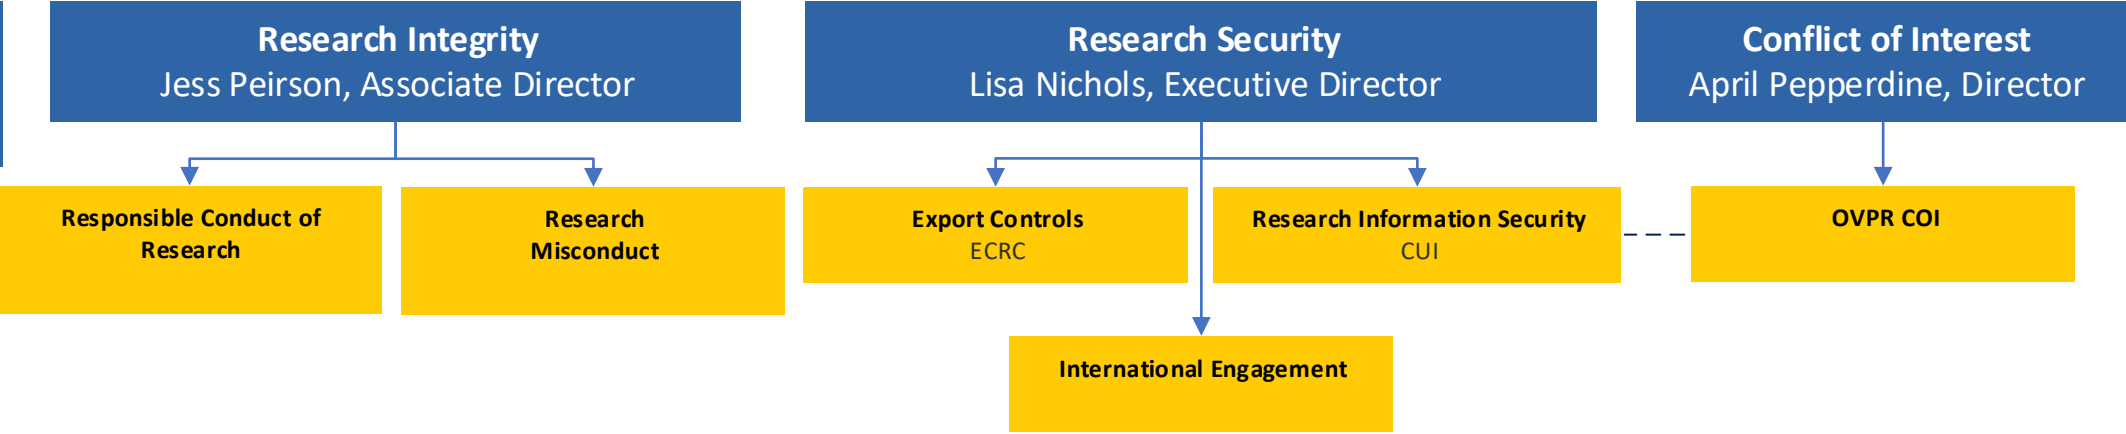 Research Integrity
Jess Peirson, Associate Director
Research Security
Lisa Nichols, Executive Director
Conflict of Interest
April Pepperdine, Director
Responsible Conduct of
Research
Research
Misconduct
Export Controls
ECRC
Research Information Security
CUI
OVPR COI
International Engagement